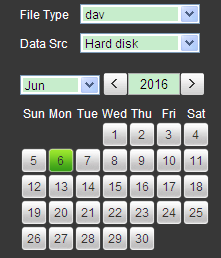 File Type dav
Data Src Hard disk
Jun < 2016 >
Sun Mon Tue Wed Thu Fri Sat
1 2 3 4
5 6 7 8 9 10 11
12 13 14 15 16 17 18
19 20 21 22 23 24 25
26 27 28 29 30